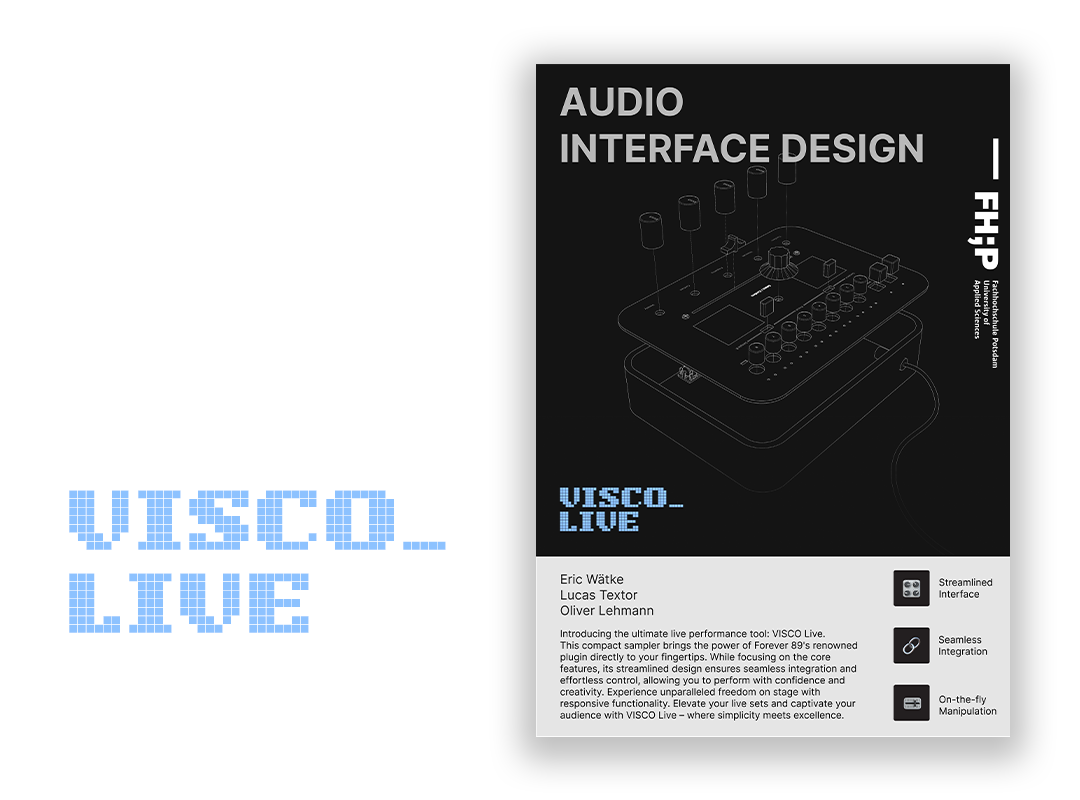 VISCO_
LIVE
AUDIO
INTERFACE DESIGN
FH;P
Fachhochschule Potsdam
University of
Applied Sciences
VISCO_
LIVE
Eric Wätke
Lucas Textor
Oliver Lehmann
Introducing the ultimate live performance tool: VISCO Live.
This compact sampler brings the power of Forever 89's renowned
plugin directly to your fingertips. While focusing on the core
features, its streamlined design ensures seamless integration and
effortless control, allowing you to perform with confidence and
creativity. Experience unparalleled freedom on stage with
responsive functionality. Elevate your live sets and captivate your
audience with VISCO Live – where simplicity meets excellence.
Streamlined
Interface
Seamless
Integration
On-the-fly
Manipulation